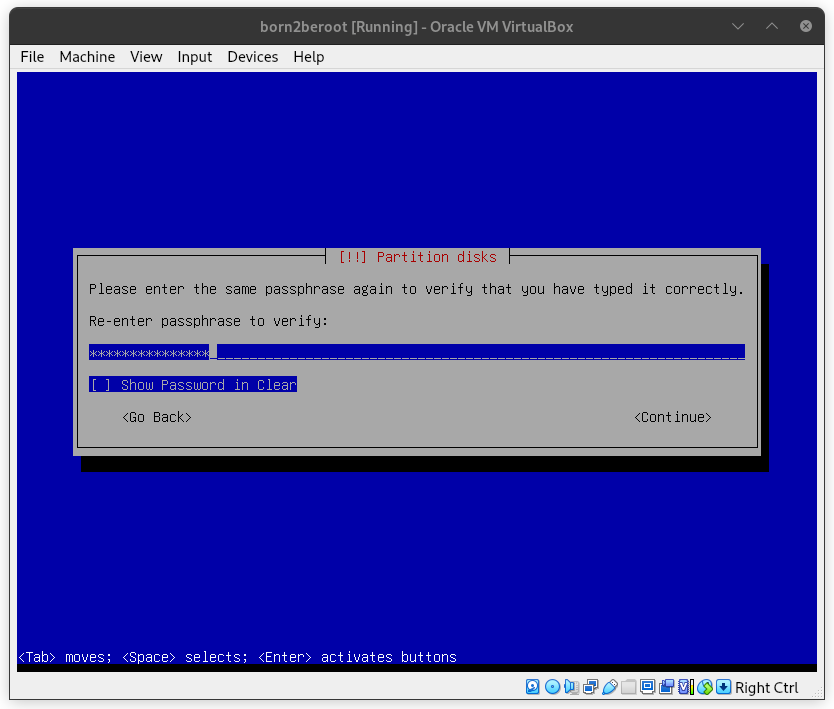 born2beroot [Running] - Oracle VM VirtualBox
File Machine View Input Devices Help
[!!] Partition disks
Please enter the same passphrase again to verify that you have typed it correctly.
Re-enter passphrase to verify:
***************
[ ] Show Password in Clear
<Go Back> <Continue>
<Tab> moves; <Space> selects; <Enter> activates buttons
Right Ctrl